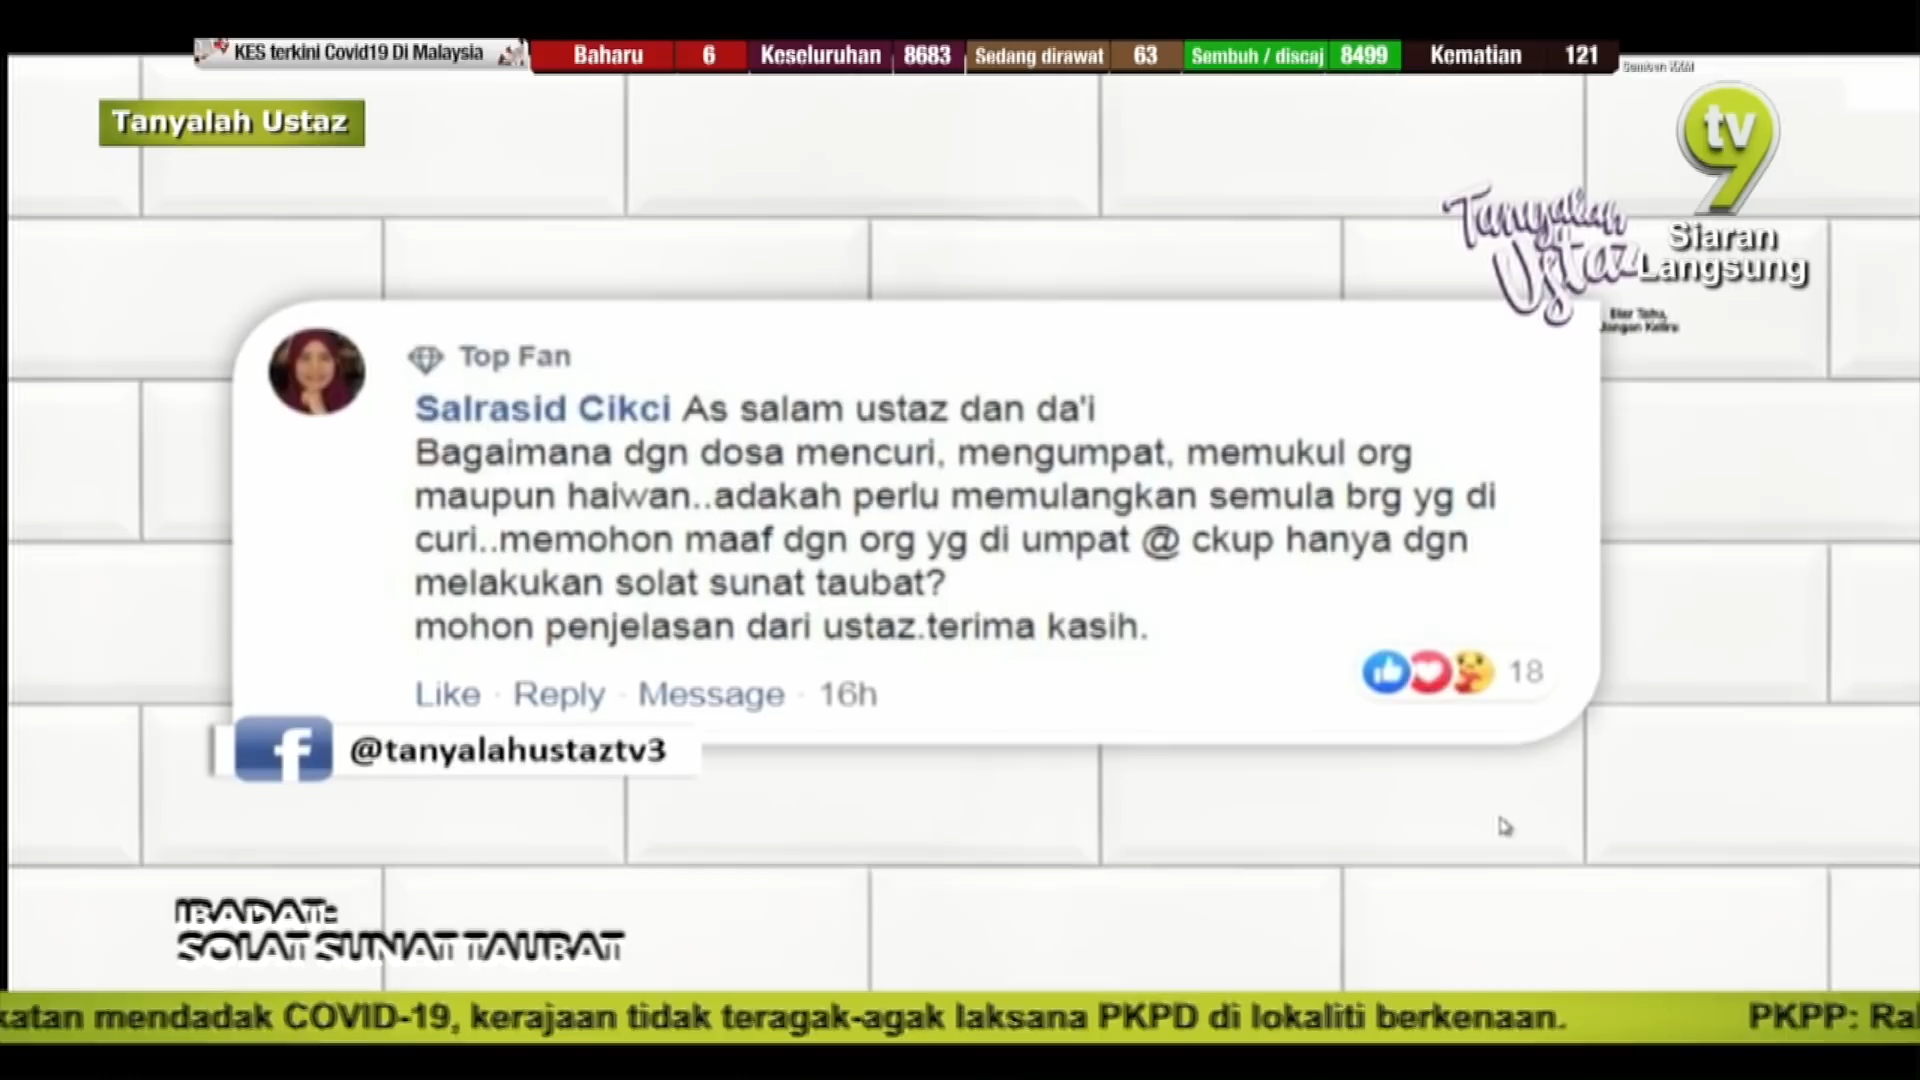 KES terkini Covid19 Di Malaysia Baharu 6 Keseluruhan 8683 Sedang dirawat 63 Sembuh / discaj 8499 Kematian 121
Tanyalah Ustaz
tv9
Tanyalah
Ustaz
Siaran
Langsung
Top Fan
Salrasid Cikci As salam ustaz dan da'i
Bagaimana dgn dosa mencuri, mengumpat, memukul org
maupun haiwan..adakah perlu memulangkan semula brg yg di
curi..memohon maaf dgn org yg di umpat @ ckup hanya dgn
melakukan solat sunat taubat?
mohon penjelasan dari ustaz.terima kasih.
Like · Reply · Message · 16h
18
f @tanyalahustaztv3
IBADAT:
SOLAT SUNAT TAUBAT
katan mendadak COVID-19, kerajaan tidak teragak-agak laksana PKPD di lokaliti berkenaan. PKPP: Ra